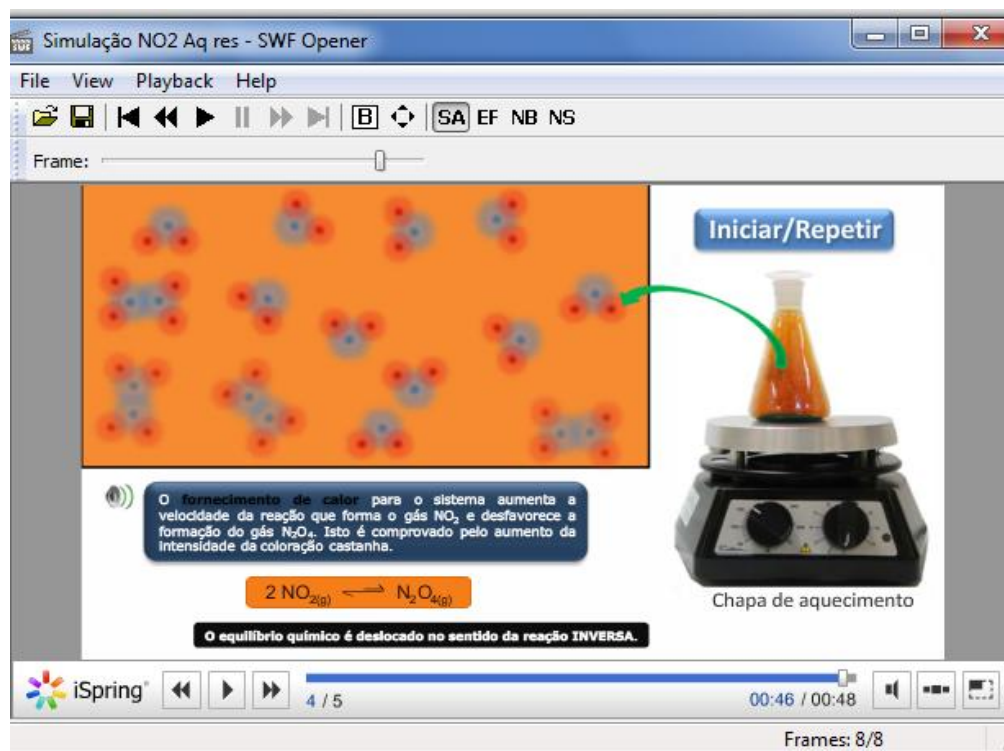 Simulação NO2 Aq res - SWF Opener
File View Playback Help
B SA EF NB NS
Frame:
Iniciar/Repetir
O fornecimento de calor para o sistema aumenta a
velocidade da reação que forma o gás NO₂ e desfavorece a
formação do gás N₂O₄. Isto é comprovado pelo aumento da
intensidade da coloração castanha.
2 NO₂(g) ⇌ N₂O₄(g)
O equilíbrio químico é deslocado no sentido da reação INVERSA.
Chapa de aquecimento
iSpring 4 / 5 00:46 / 00:48
Frames: 8/8